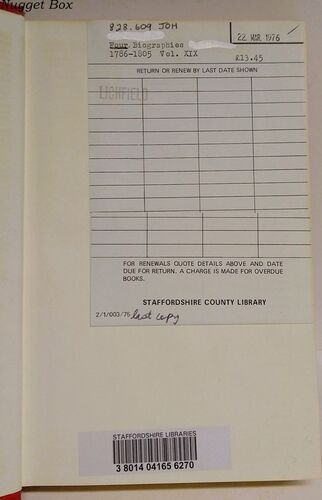 Nugget Box
828.609 JOH
22 MAR 1976
Four Biographies
1786-1805 Vol. XIX
£13.45
RETURN OR RENEW BY LAST DATE SHOWN
LICHFIELD
FOR RENEWALS QUOTE DETAILS ABOVE AND DATE
DUE FOR RETURN. A CHARGE IS MADE FOR OVERDUE
BOOKS.
STAFFORDSHIRE COUNTY LIBRARY
2/1/003/75 last copy
STAFFORDSHIRE LIBRARIES
3 8014 04165 6270